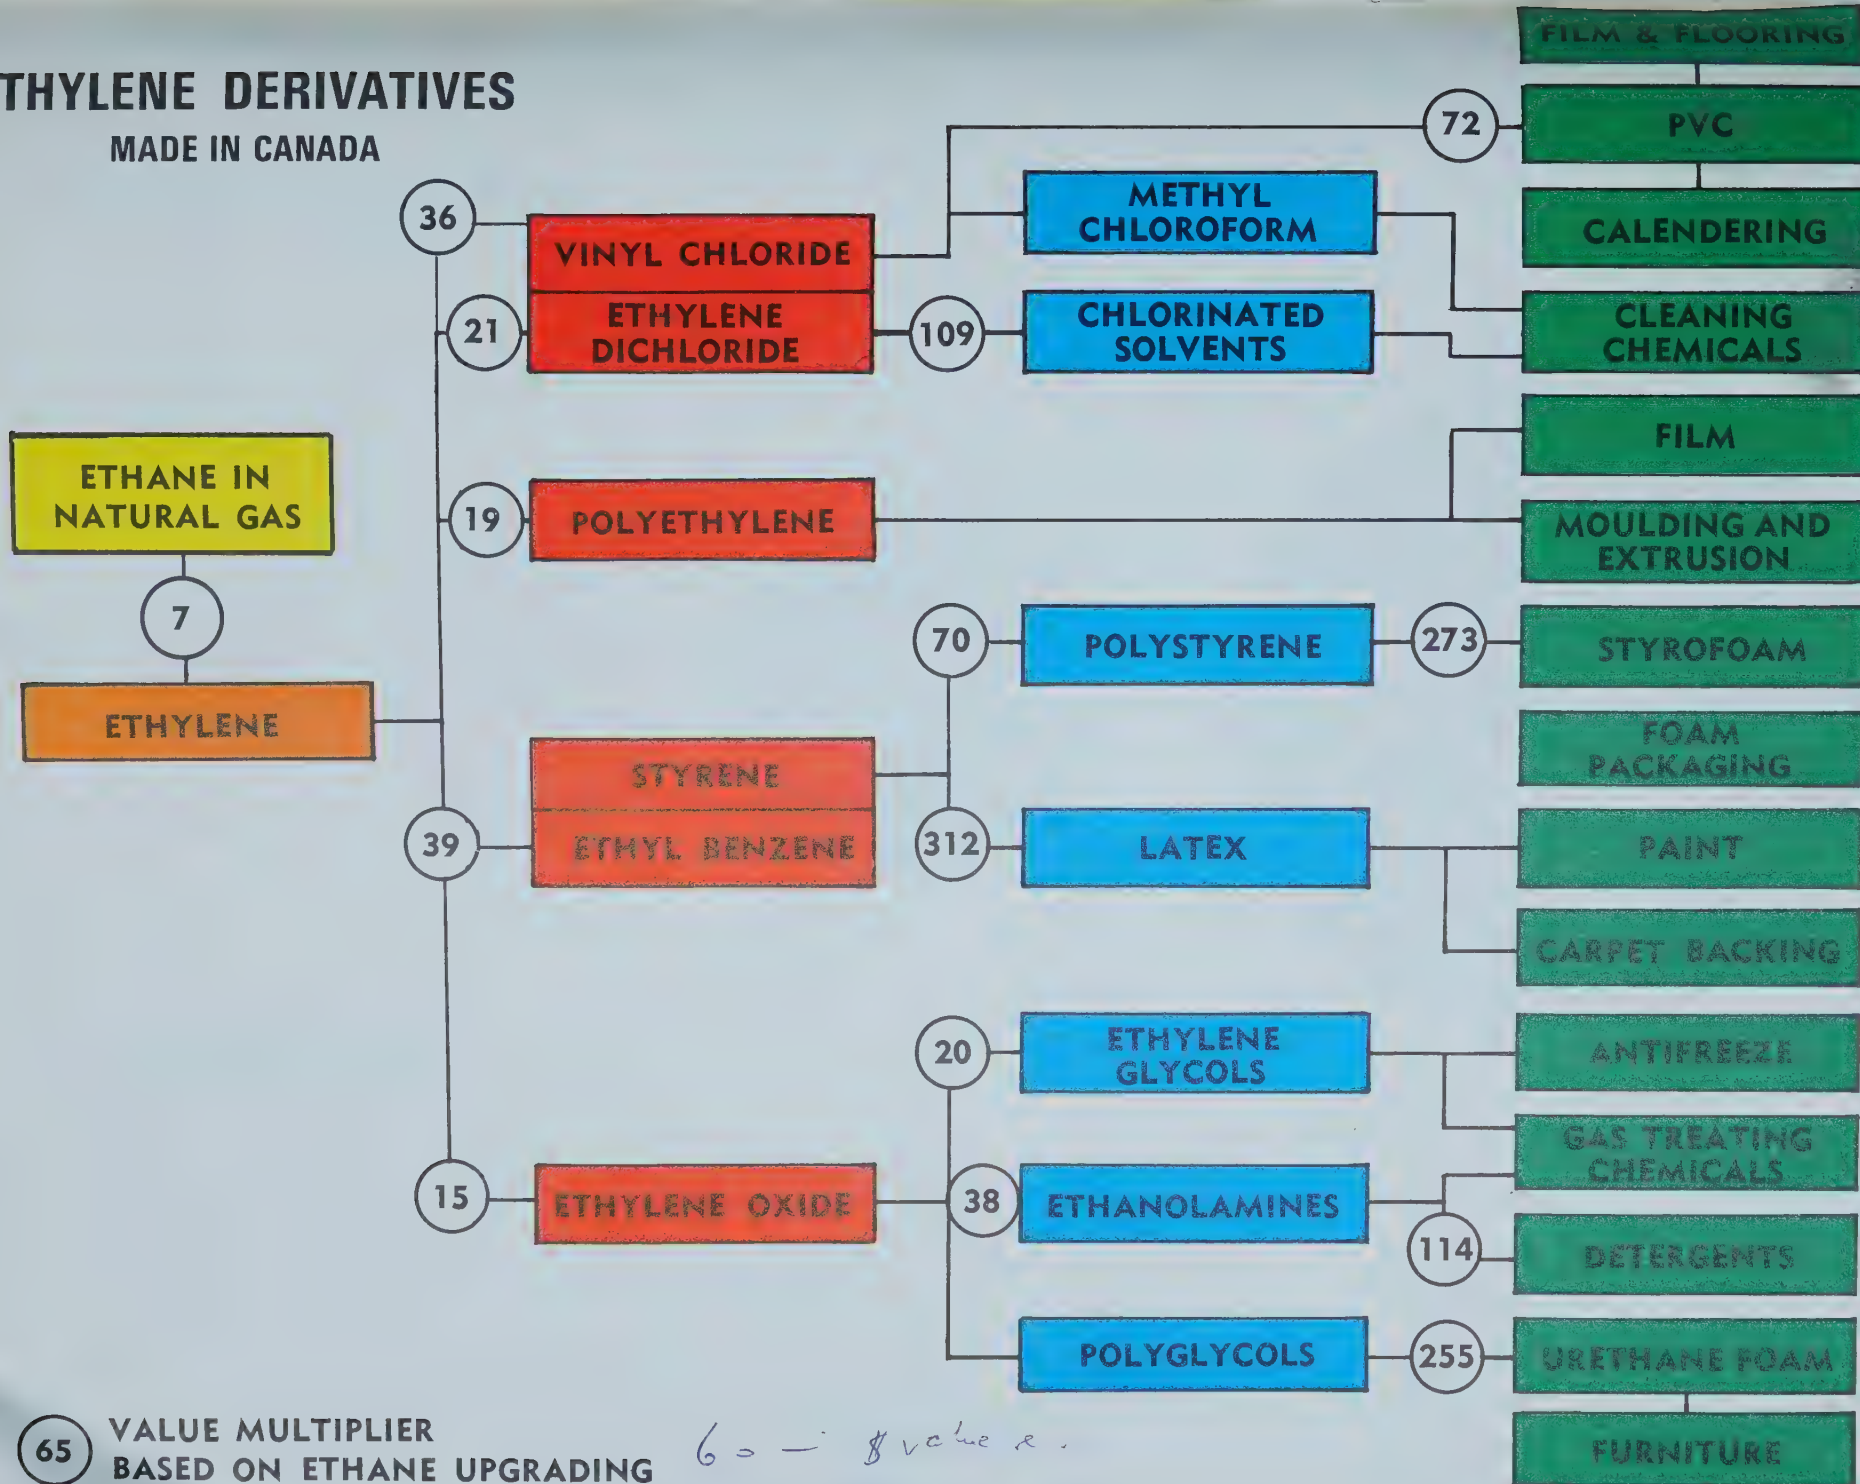 THYLENE DERIVATIVES
MADE IN CANADA
FILM & FLOORING
72
PVC
36
METHYL
CHLOROFORM
VINYL CHLORIDE
CALENDERING
21
ETHYLENE
DICHLORIDE
109
CHLORINATED
SOLVENTS
CLEANING
CHEMICALS
FILM
ETHANE IN
NATURAL GAS
19
POLYETHYLENE
MOULDING AND
EXTRUSION
7
70
POLYSTYRENE
273
STYROFOAM
ETHYLENE
FOAM
PACKAGING
STYRENE
39
ETHYL BENZENE
312
LATEX
PAINT
CARPET BACKING
20
ETHYLENE
GLYCOLS
ANTIFREEZE
GAS TREATING
CHEMICALS
15
ETHYLENE OXIDE
38
ETHANOLAMINES
114
DETERGENTS
POLYGLYCOLS
255
URETHANE FOAM
FURNITURE
65
VALUE MULTIPLIER
BASED ON ETHANE UPGRADING
60 — $ value